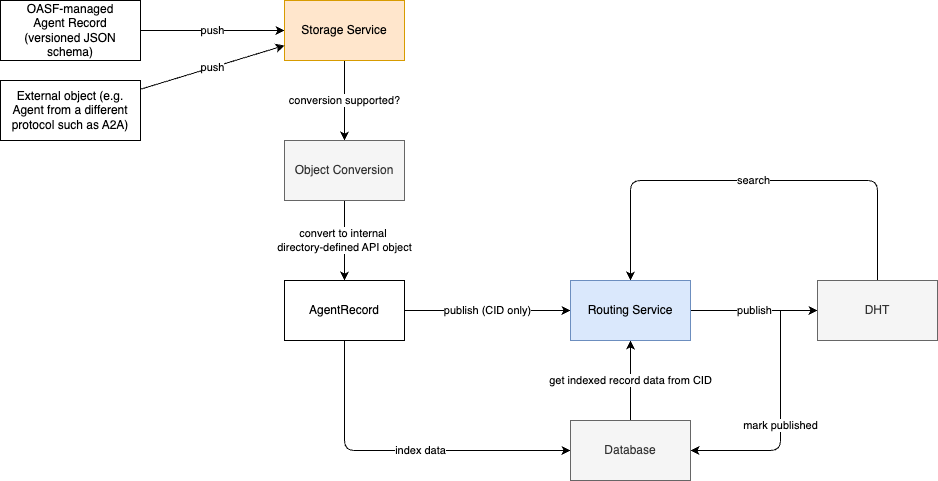 OASF-managed
Agent Record
(versioned JSON
schema)
push
Storage Service
push
External object (e.g.
Agent from a different
protocol such as A2A)
conversion supported?
Object Conversion
search
convert to internal
directory-defined API object
AgentRecord
publish (CID only)
Routing Service
publish
DHT
get indexed record data from CID
mark published
index data
Database